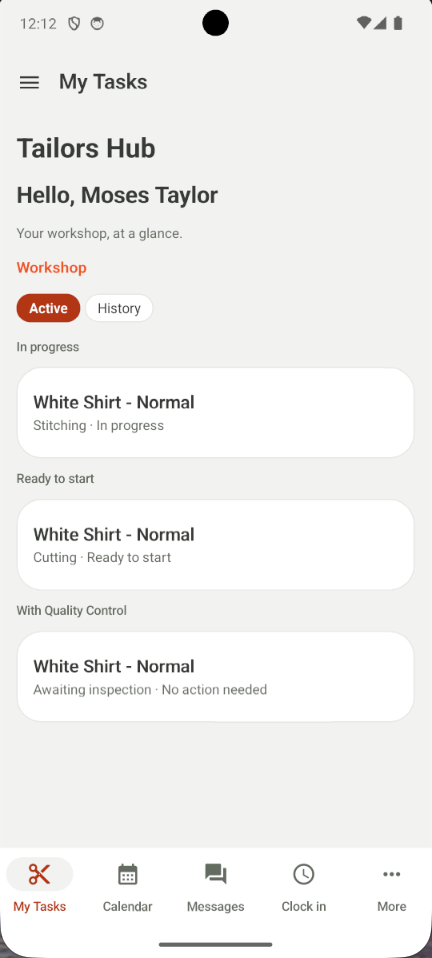 12:12
My Tasks
Tailors Hub
Hello, Moses Taylor
Your workshop, at a glance.
Workshop
Active History
In progress
White Shirt - Normal
Stitching · In progress
Ready to start
White Shirt - Normal
Cutting · Ready to start
With Quality Control
White Shirt - Normal
Awaiting inspection · No action needed
My Tasks Calendar Messages Clock in More